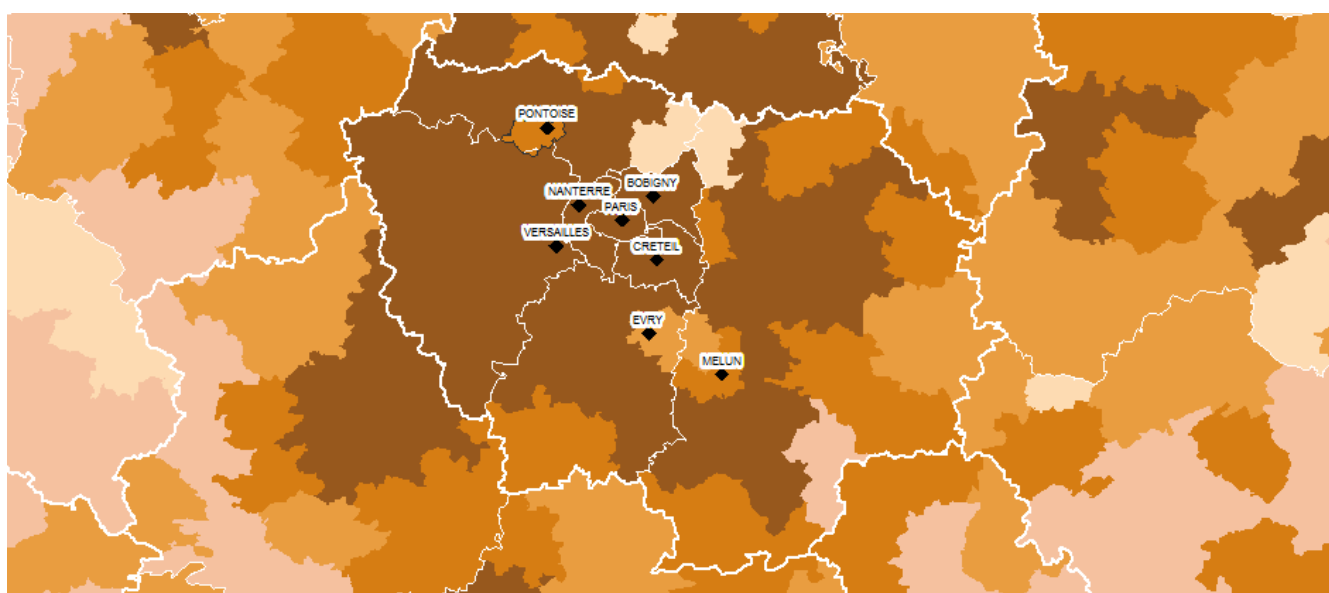 PONTOISE
NANTERRE
BOBIGNY
PARIS
VERSAILLES
CRETEIL
EVRY
MELUN